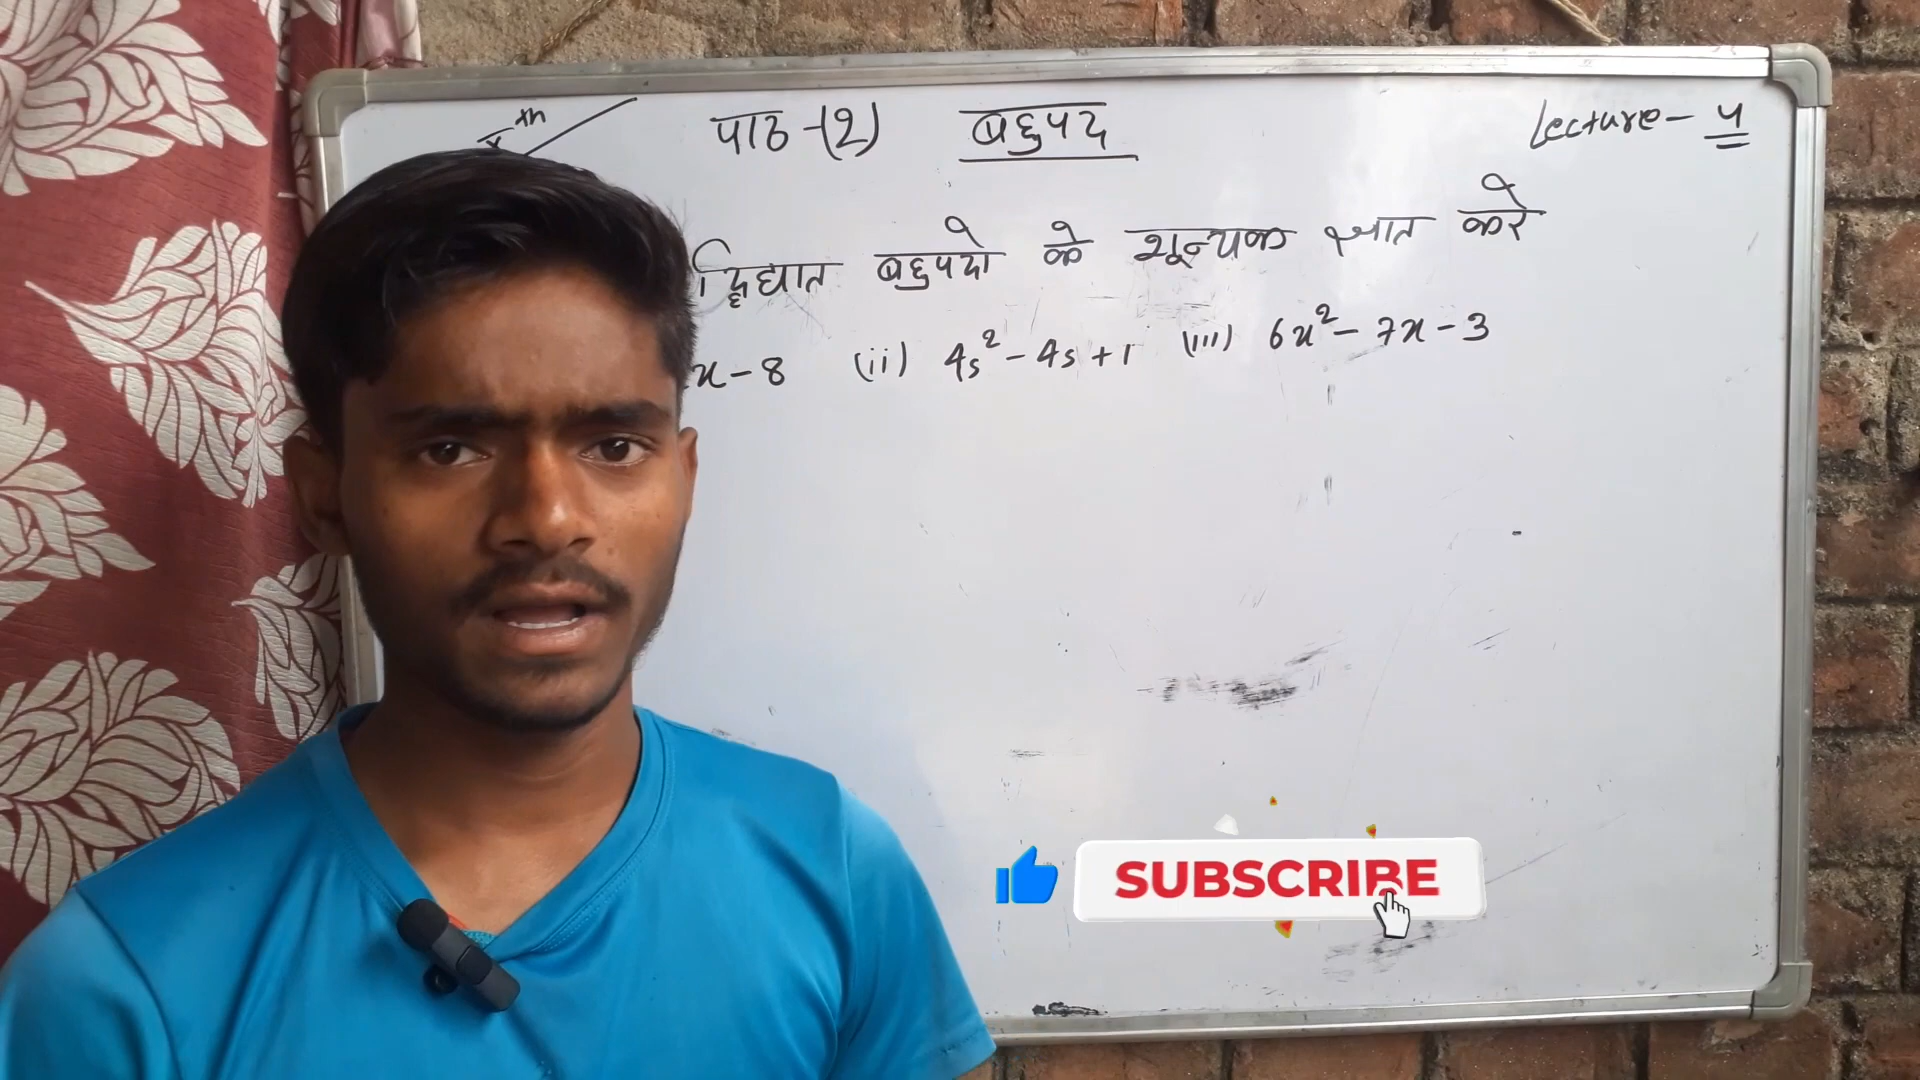 X th पाठ-(2) बहुपद Lecture- 4
द्विघात बहुपदो के शून्यक ज्ञात करे
x-8 (ii) 4s²-4s+1 (iii) 6x²-7x-3
SUBSCRIBE